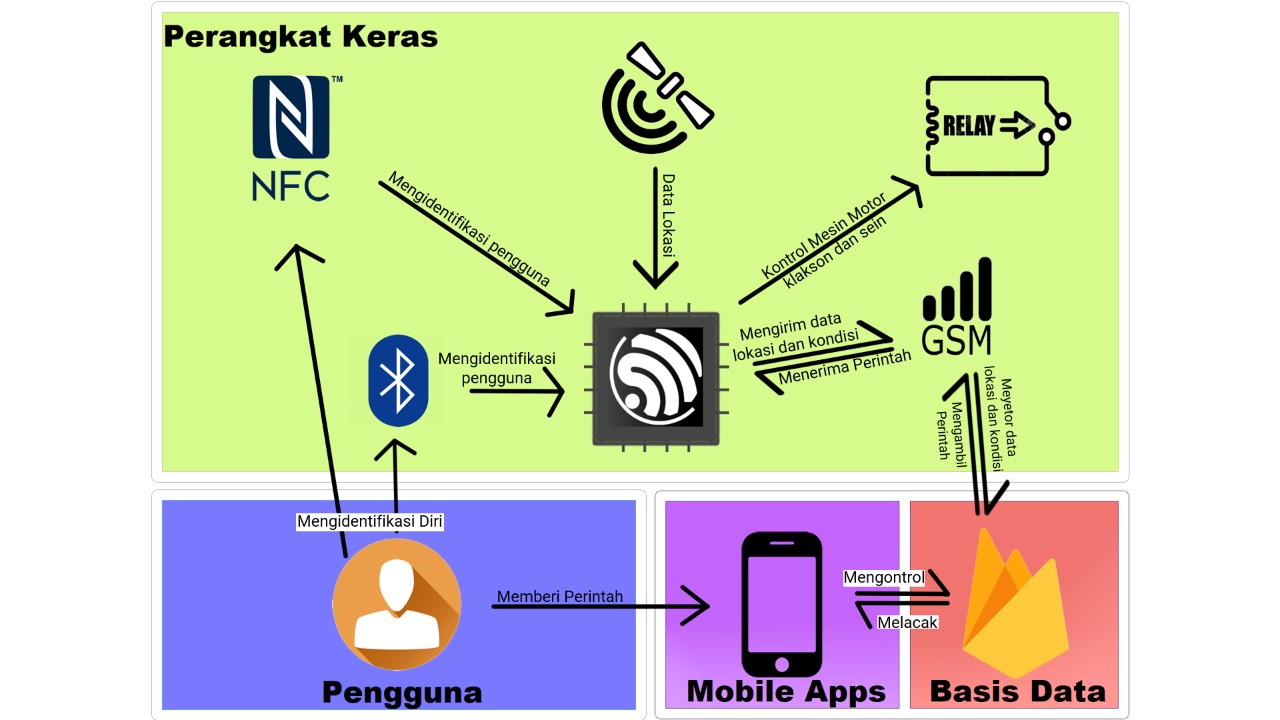 Perangkat Keras
TM
NFC
RELAY
Mengidentifikasi pengguna
Data Lokasi
Kontrol Mesin Motor
klakson dan sein
GSM
Mengidentifikasi
pengguna
Mengirim data
lokasi dan kondisi
Menerima Perintah
Meyetor data
lokasi dan kondisi
Mengambil
Perintah
Mengidentifikasi Diri
Memberi Perintah
Mengontrol
Melacak
Pengguna
Mobile Apps
Basis Data